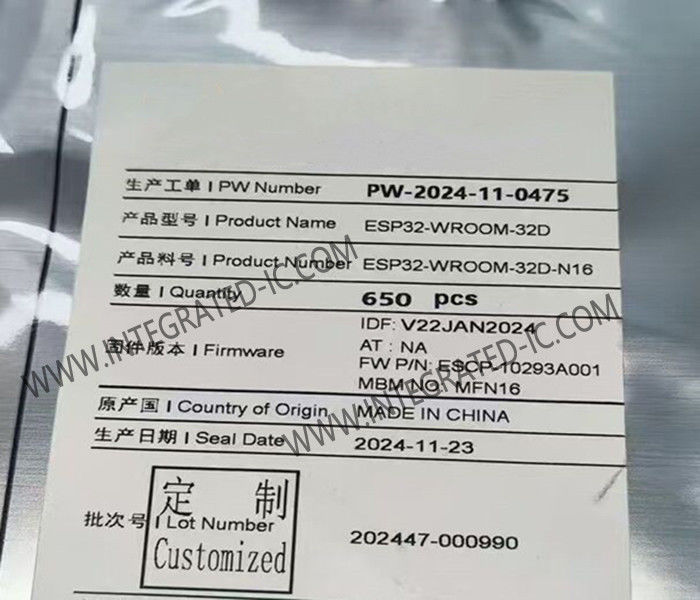 生产工单 I PW Number PW-2024-11-0475
产品型号 I Product Name ESP32-WROOM-32D
产品料号 I Product Number ESP32-WROOM-32D-N16
数量 I Quantity 650 pcs
固件版本 I Firmware
IDF: V22JAN2024
AT : NA
FW P/N: ESCP-10293A001
MBM NO.: MFN16
原产国 I Country of Origin MADE IN CHINA
生产日期 I Seal Date 2024-11-23
批次号 I Lot Number 202447-000990
定 制
Customized
WWW.INTEGRATED-IC.COM
WWW.INTEGRATED-IC.COM